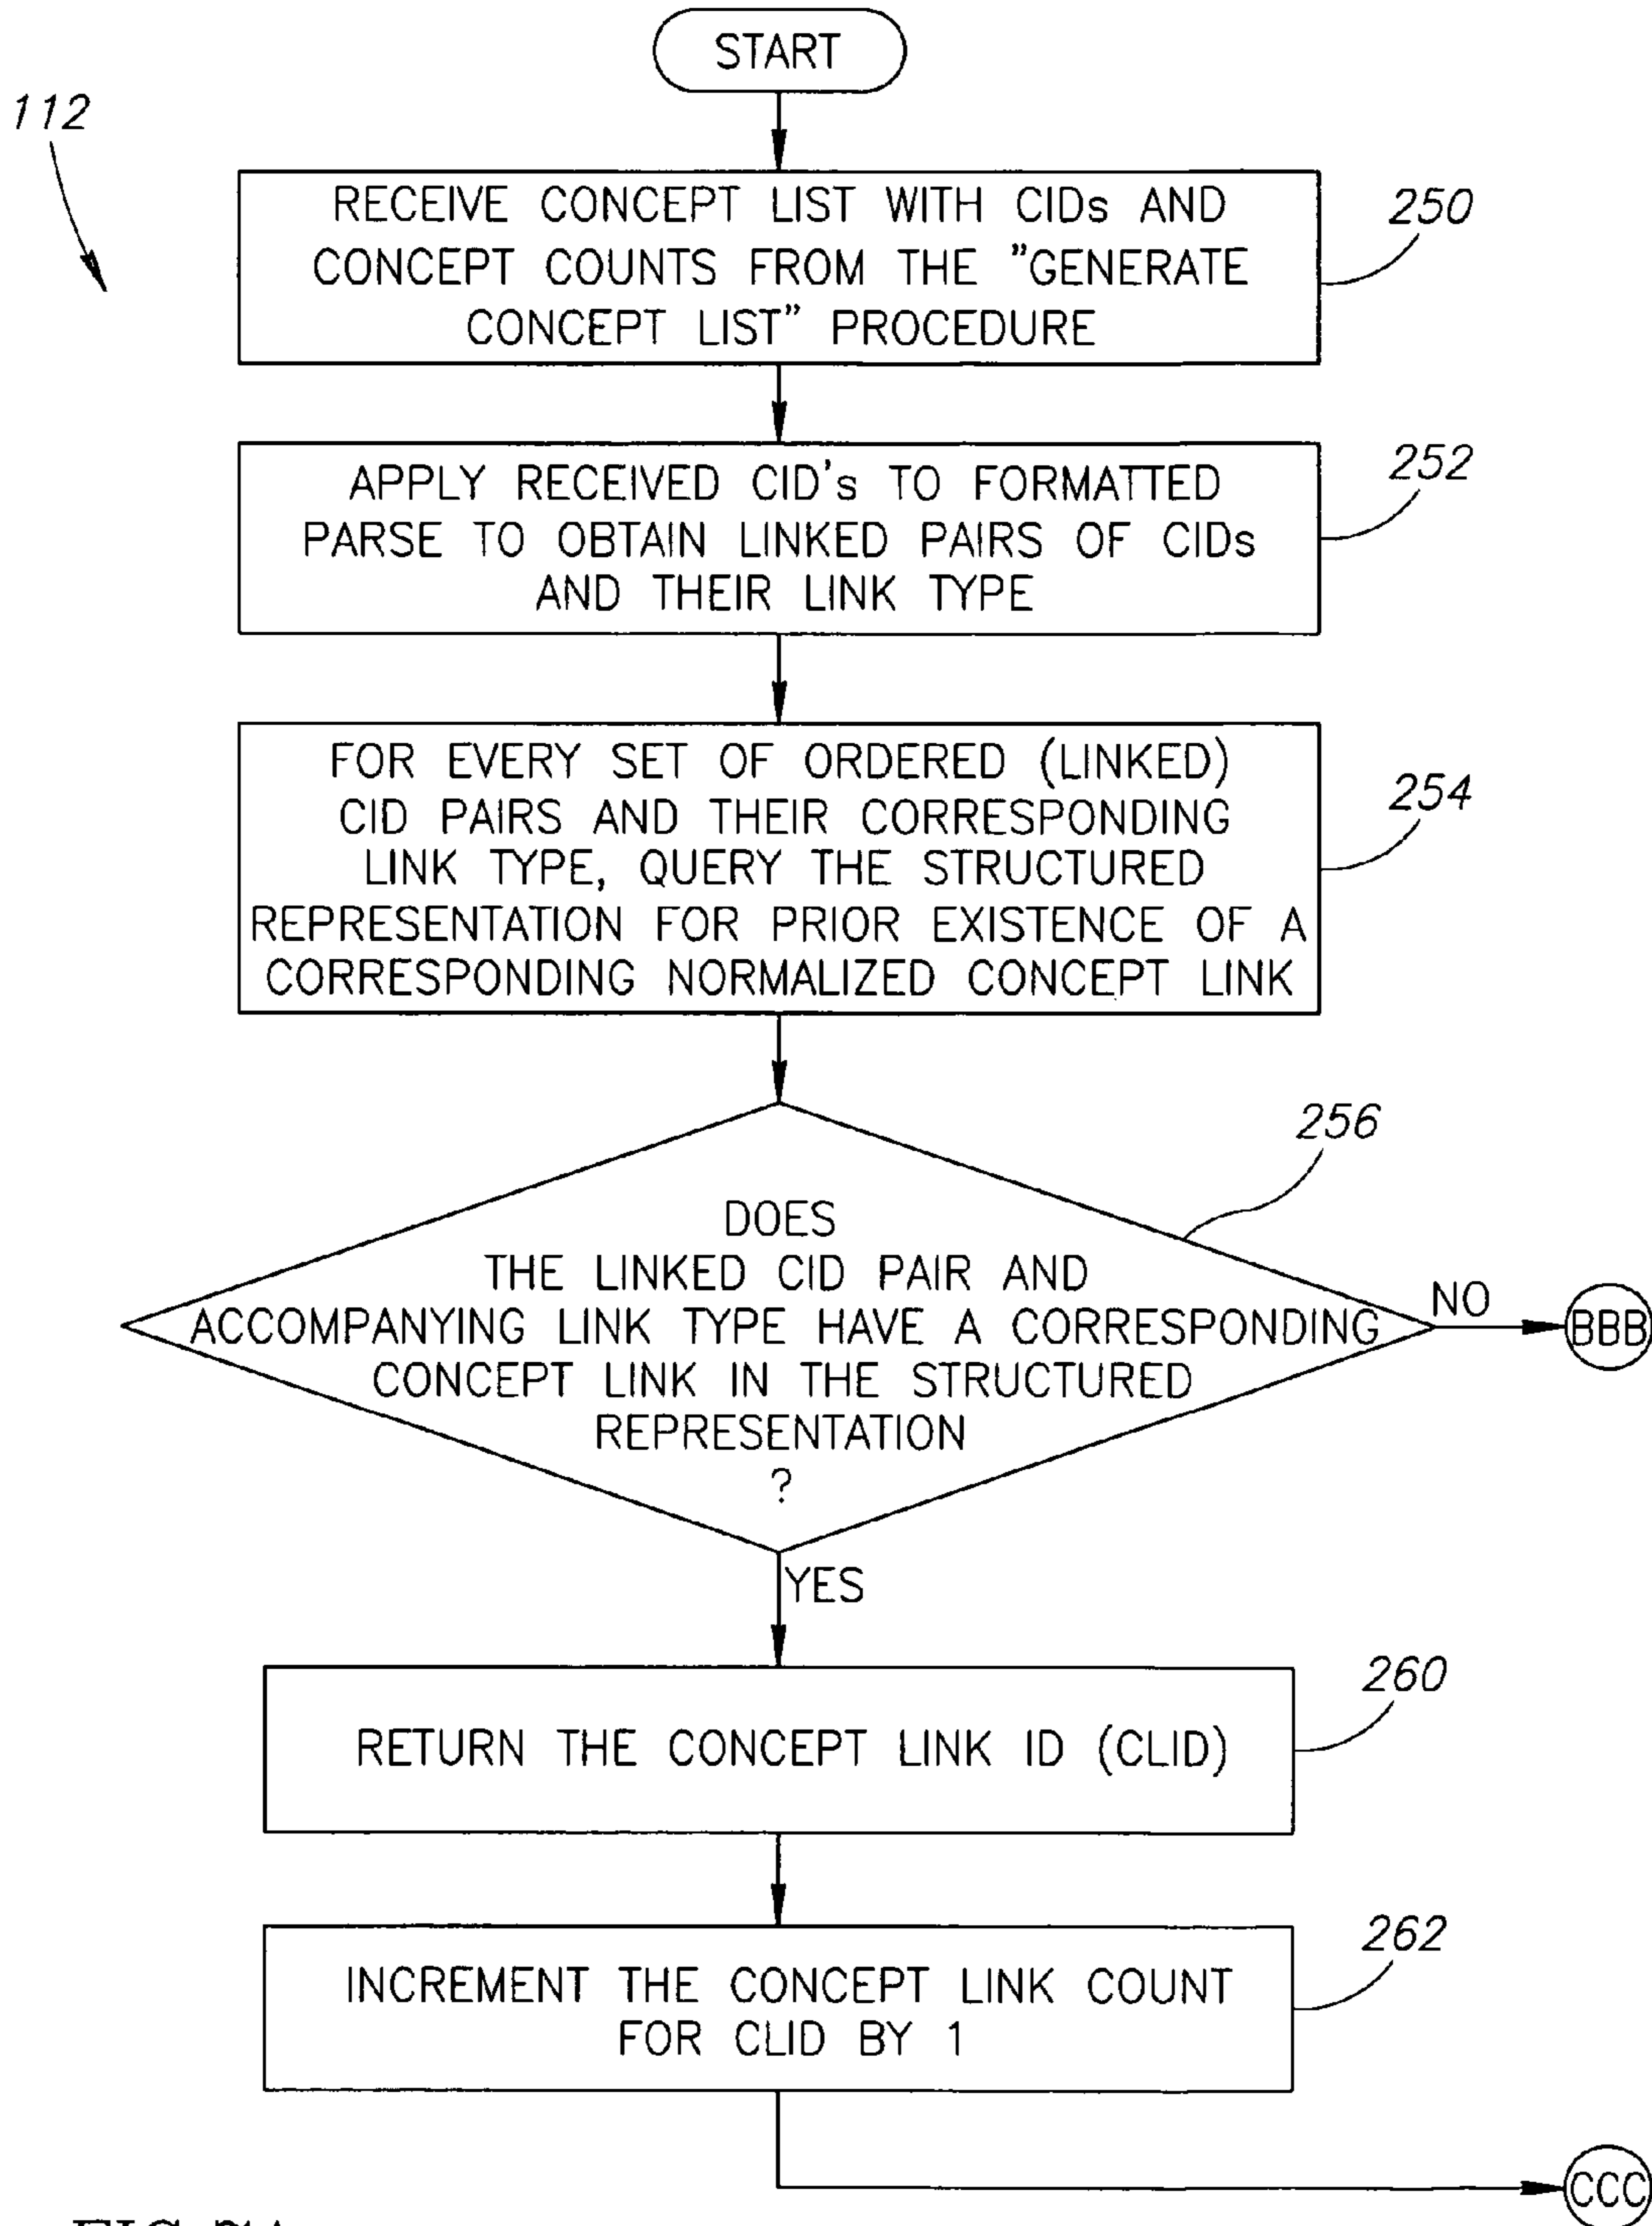 START
112
RECEIVE CONCEPT LIST WITH CIDs AND
CONCEPT COUNTS FROM THE "GENERATE
CONCEPT LIST" PROCEDURE
250
APPLY RECEIVED CID's TO FORMATTED
PARSE TO OBTAIN LINKED PAIRS OF CIDs
AND THEIR LINK TYPE
252
FOR EVERY SET OF ORDERED (LINKED)
CID PAIRS AND THEIR CORRESPONDING
LINK TYPE, QUERY THE STRUCTURED
REPRESENTATION FOR PRIOR EXISTENCE OF A
CORRESPONDING NORMALIZED CONCEPT LINK
254
256
DOES
THE LINKED CID PAIR AND
ACCOMPANYING LINK TYPE HAVE A CORRESPONDING
CONCEPT LINK IN THE STRUCTURED
REPRESENTATION
?
NO
BBB
YES
RETURN THE CONCEPT LINK ID (CLID)
260
INCREMENT THE CONCEPT LINK COUNT
FOR CLID BY 1
262
CCC